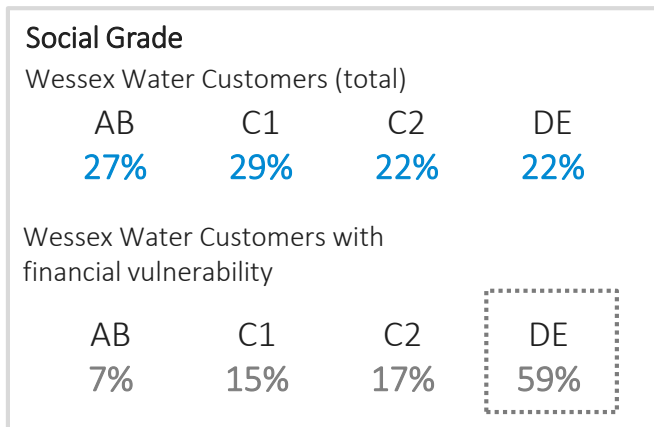 Social Grade
Wessex Water Customers (total)
AB C1 C2 DE
27% 29% 22% 22%
Wessex Water Customers with
financial vulnerability
AB C1 C2 DE
7% 15% 17% 59%